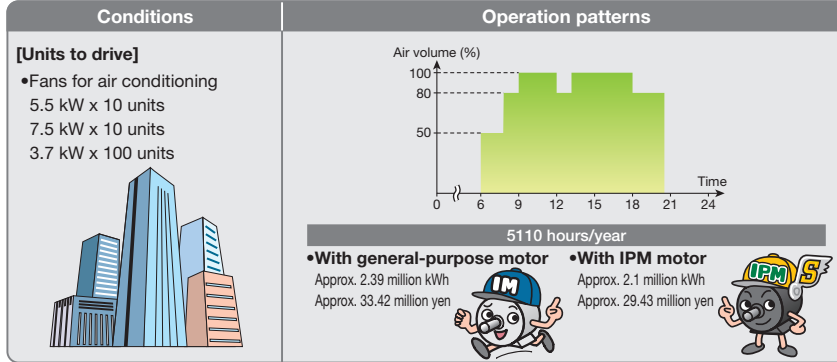 Conditions
Operation patterns
[Units to drive]
•Fans for air conditioning
5.5 kW x 10 units
7.5 kW x 10 units
3.7 kW x 100 units
Air volume (%)
100
80
50
Time
0 6 9 12 15 18 21 24
5110 hours/year
•With general-purpose motor
Approx. 2.39 million kWh
Approx. 33.42 million yen
IM
•With IPM motor
Approx. 2.1 million kWh
Approx. 29.43 million yen
IPM
S